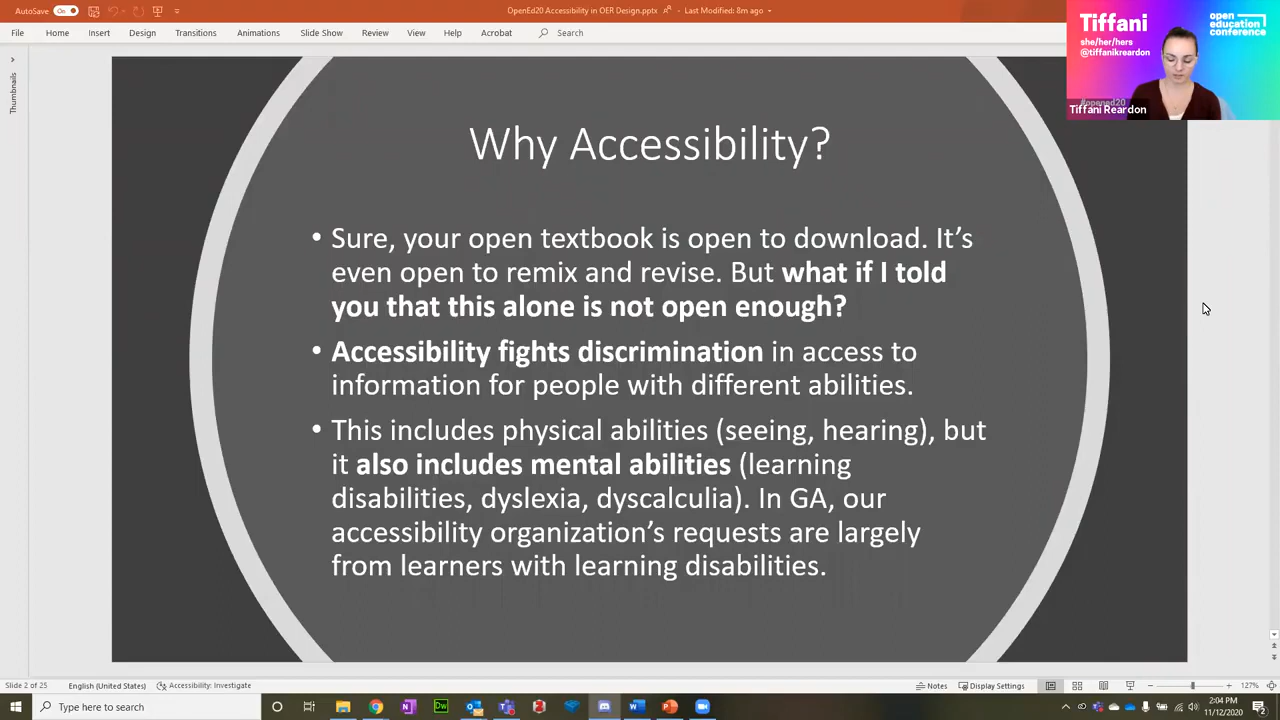 AutoSave On
OpenEd20 Accessibility in OER Design.pptx
Last Modified: 8m ago
File Home Insert Design Transitions Animations Slide Show Review View Help Acrobat Search
Tiffani
she/her/hers
@tiffanikreardon
open
education
conference
#opened20
Tiffani Reardon
Thumbnails
Why Accessibility?
• Sure, your open textbook is open to download. It's
even open to remix and revise. But what if I told
you that this alone is not open enough?
• Accessibility fights discrimination in access to
information for people with different abilities.
• This includes physical abilities (seeing, hearing), but
it also includes mental abilities (learning
disabilities, dyslexia, dyscalculia). In GA, our
accessibility organization's requests are largely
from learners with learning disabilities.
Slide 2 of 25 English (United States) Accessibility: Investigate Notes Display Settings 127%
Type here to search
2:04 PM
11/12/2020